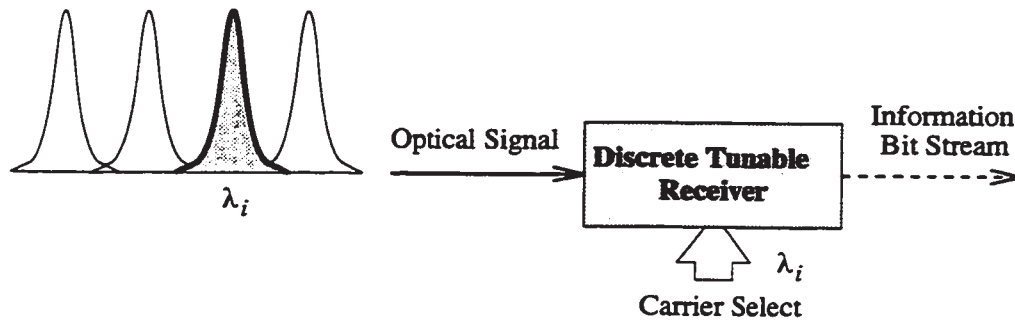 λi
Optical Signal
Discrete Tunable
Receiver
Information
Bit Stream
λi
Carrier Select